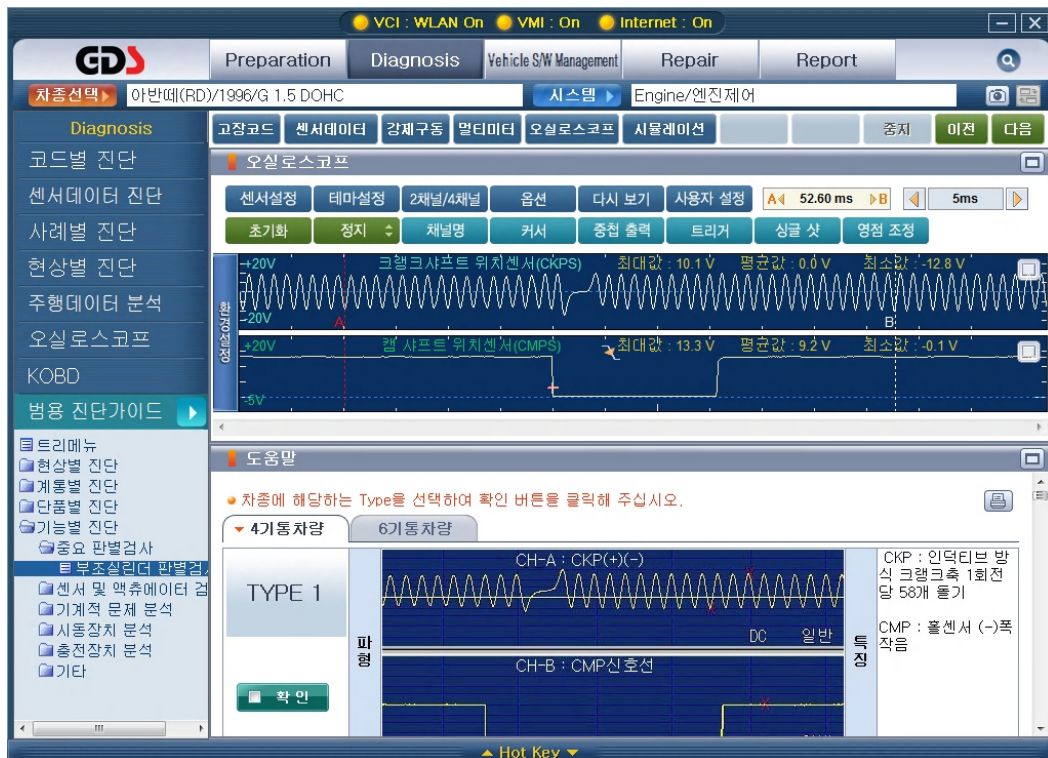 VCI : WLAN On VMI : On Internet : On
GDS Preparation Diagnosis Vehicle S/W Management Repair Report
차종선택 아반떼(RD)/1996/G 1.5 DOHC 시스템 Engine/엔진제어
Diagnosis
고장코드 센서데이터 강제구동 멀티미터 오실로스코프 시뮬레이션 중지 이전 다음
코드별 진단
센서데이터 진단
사례별 진단
현상별 진단
주행데이터 분석
오실로스코프
KOBD
범용 진단가이드
트리메뉴
현상별 진단
계통별 진단
단품별 진단
기능별 진단
중요 판별검사
부조실린더 판별검
센서 및 액츄에이터 검
기계적 문제 분석
시동장치 분석
충전장치 분석
기타
오실로스코프
센서설정 테마설정 2채널/4채널 옵션 다시 보기 사용자 설정 A 52.60 ms B 5ms
초기화 정지 채널명 커서 중첩 출력 트리거 싱글 샷 영점 조정
환경설정
+20V 크랭크샤프트 위치센서(CKPS) 최대값 : 10.1 V 평균값 : 0.0 V 최소값 : -12.8 V
-20V A B
+20V 캠 샤프트 위치센서(CMPS) 최대값 : 13.3 V 평균값 : 9.2 V 최소값 : -0.1 V
-5V
도움말
차종에 해당하는 Type을 선택하여 확인 버튼을 클릭해 주십시오.
4기통차량 6기통차량
TYPE 1
확 인
파형
CH-A : CKP(+)(-)
DC 일반
CH-B : CMP신호선
특징
CKP : 인덕티브 방
식 크랭크축 1회전
당 58개 돌기
CMP : 홀센서 (-)폭
작음
Hot Key